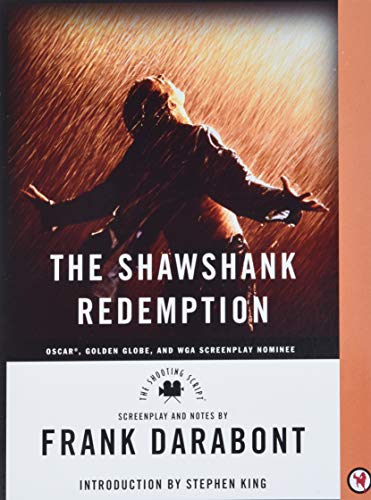 THE SHAWSHANK
REDEMPTION
OSCAR®, GOLDEN GLOBE, AND WGA SCREENPLAY NOMINEE
THE SHOOTING SCRIPT®
SCREENPLAY AND NOTES BY
FRANK DARABONT
INTRODUCTION BY STEPHEN KING